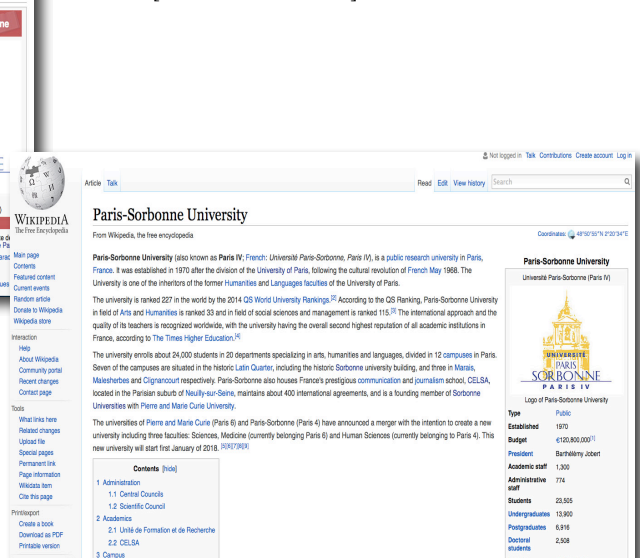 Not logged in Talk Contributions Create account Log in
Article Talk
Read Edit View history Search
WIKIPEDIA
The Free Encyclopedia
Main page
Contents
Featured content
Current events
Random article
Donate to Wikipedia
Wikipedia store
Interaction
Help
About Wikipedia
Community portal
Recent changes
Contact page
Tools
What links here
Related changes
Upload file
Special pages
Permanent link
Page information
Wikidata item
Cite this page
Print/export
Create a book
Download as PDF
Printable version
Paris-Sorbonne University
From Wikipedia, the free encyclopedia
Coordinates: 48°50′55″N 2°20′34″E
Paris-Sorbonne University (also known as Paris IV; French: Université Paris-Sorbonne, Paris IV), is a public research university in Paris,
France. It was established in 1970 after the division of the University of Paris, following the cultural revolution of French May 1968. The
University is one of the inheritors of the former Humanities and Languages faculties of the University of Paris.
The university is ranked 227 in the world by the 2014 QS World University Rankings.[2] According to the QS Ranking, Paris-Sorbonne University
in field of Arts and Humanities is ranked 33 and in field of social sciences and management is ranked 115.[3] The international approach and the
quality of its teachers is recognized worldwide, with the university having the overall second highest reputation of all academic institutions in
France, according to The Times Higher Education.[4]
The university enrolls about 24,000 students in 20 departments specializing in arts, humanities and languages, divided in 12 campuses in Paris.
Seven of the campuses are situated in the historic Latin Quarter, including the historic Sorbonne university building, and three in Marais,
Malesherbes and Clignancourt respectively. Paris-Sorbonne also houses France's prestigious communication and journalism school, CELSA,
located in the Parisian suburb of Neuilly-sur-Seine, maintains about 400 international agreements, and is a founding member of Sorbonne
Universities with Pierre and Marie Curie University.
The universities of Pierre and Marie Curie (Paris 6) and Paris-Sorbonne (Paris 4) have announced a merger with the intention to create a new
university including three faculties: Sciences, Medicine (currently belonging Paris 6) and Human Sciences (currently belonging to Paris 4). This
new university will start first January of 2018. [5][6][7][8][9]
Contents [hide]
1 Administration
1.1 Central Councils
1.2 Scientific Council
2 Academics
2.1 Unité de Formation et de Recherche
2.2 CELSA
3 Campus
Paris-Sorbonne University
Université Paris-Sorbonne (Paris IV)
UNIVERSITÉ
PARIS
SORBONNE
PARIS IV
Logo of Paris-Sorbonne University
Type Public
Established 1970
Budget €120,800,000[1]
President Barthélémy Jobert
Academic staff 1,300
Administrative staff 774
Students 23,505
Undergraduates 13,900
Postgraduates 6,916
Doctoral students 2,508